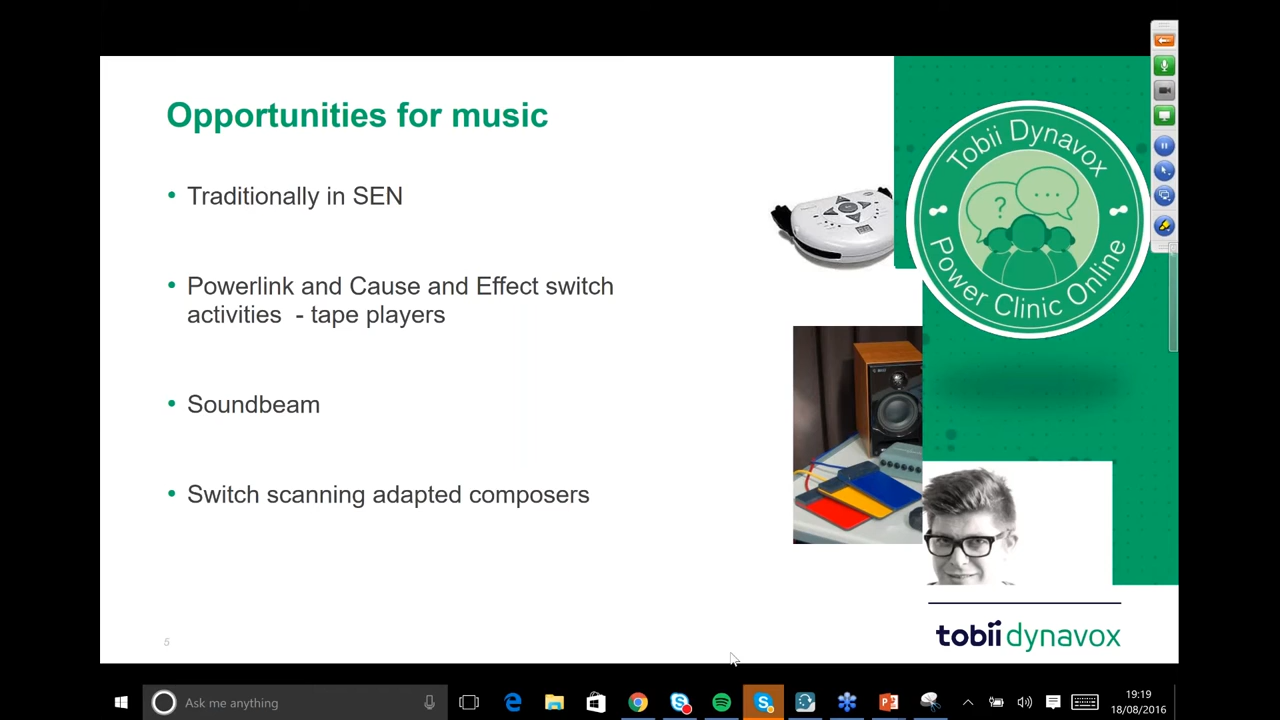 Opportunities for music
• Traditionally in SEN
• Powerlink and Cause and Effect switch
activities - tape players
• Soundbeam
• Switch scanning adapted composers
Tobii Dynavox
?
...
Power Clinic Online
5
tobii dynavox
Ask me anything
19:19
18/08/2016